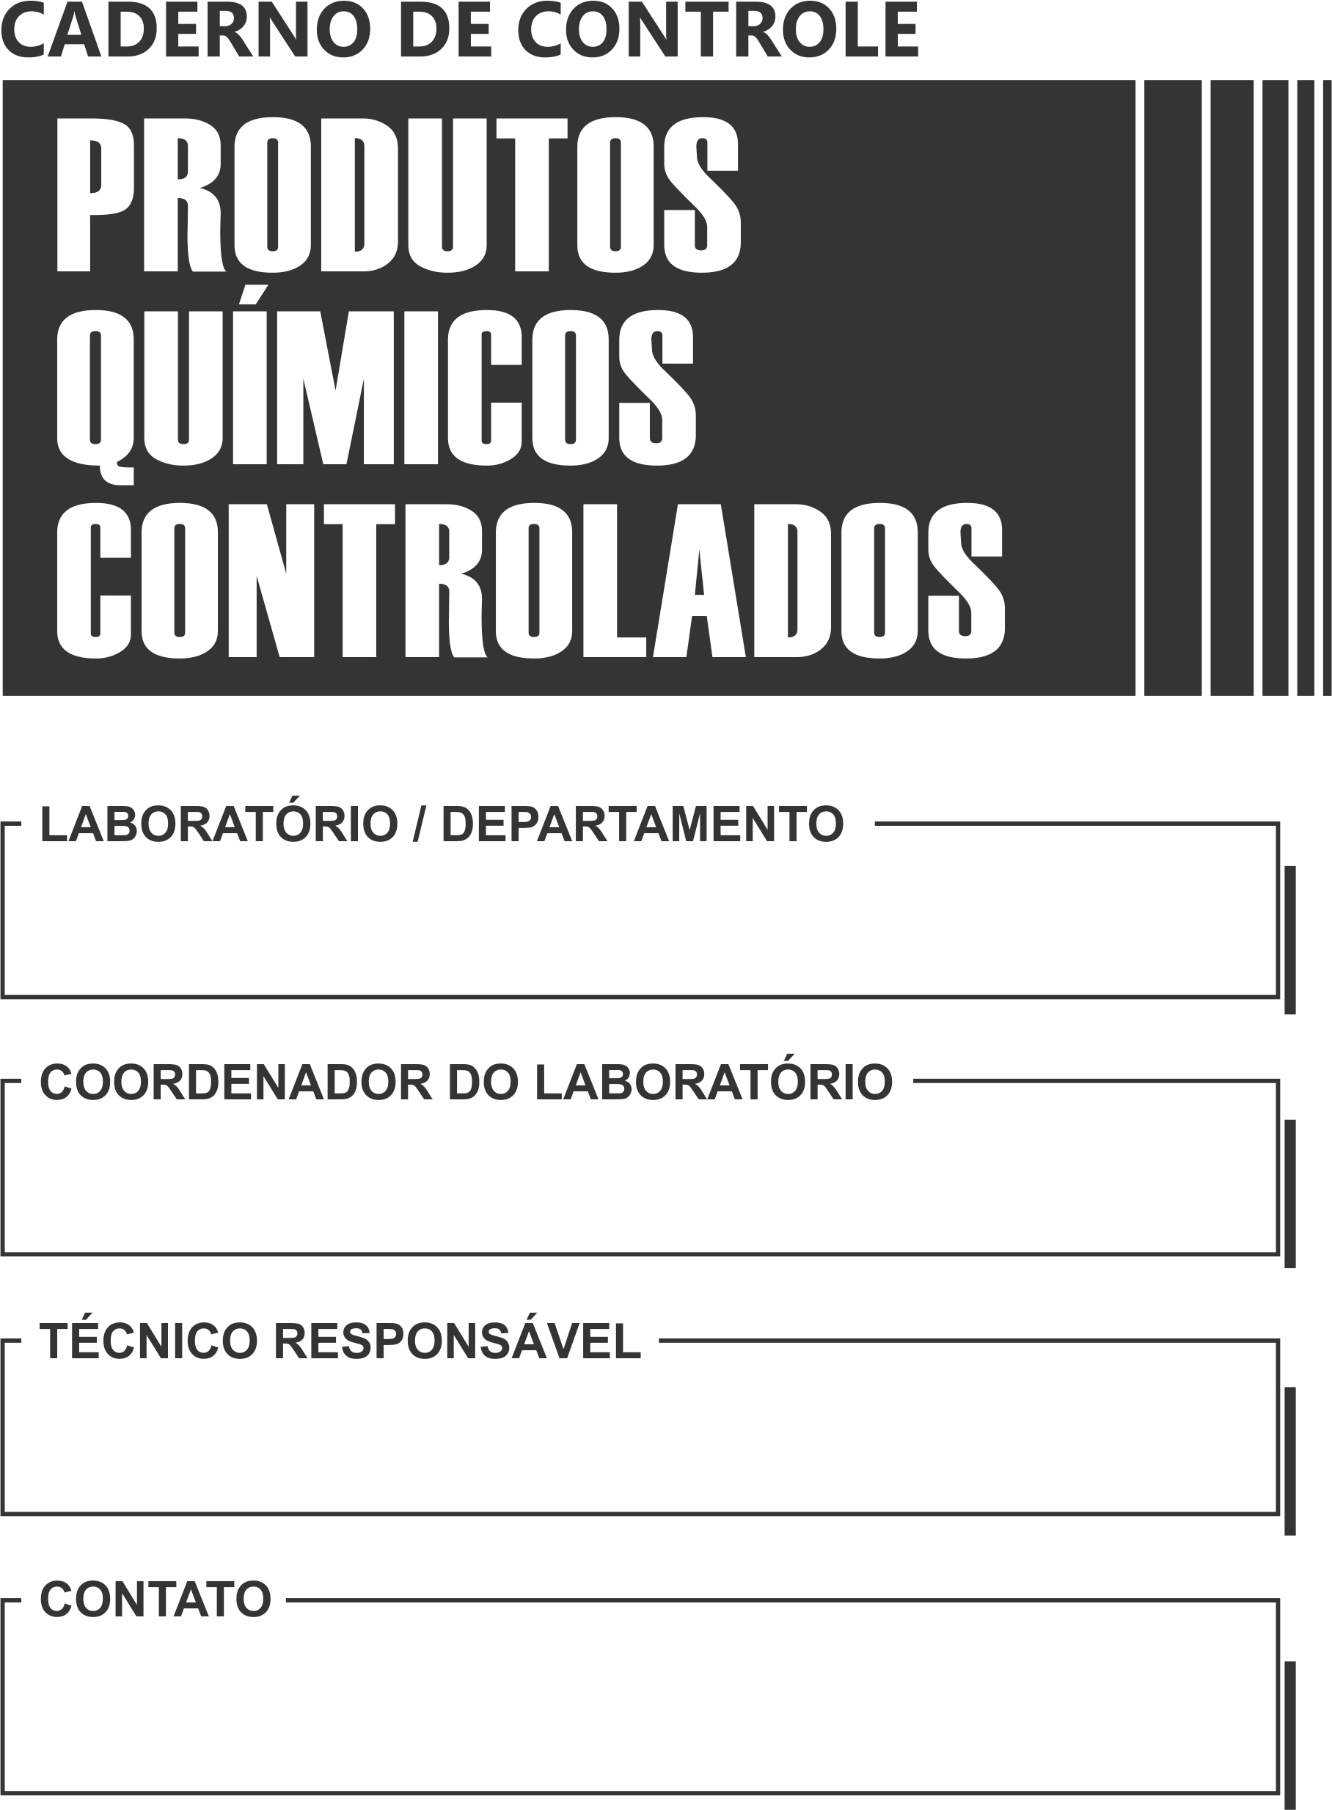 CADERNO DE CONTROLE
PRODUTOS
QUÍMICOS
CONTROLADOS
LABORATÓRIO / DEPARTAMENTO
COORDENADOR DO LABORATÓRIO
TÉCNICO RESPONSÁVEL
CONTATO